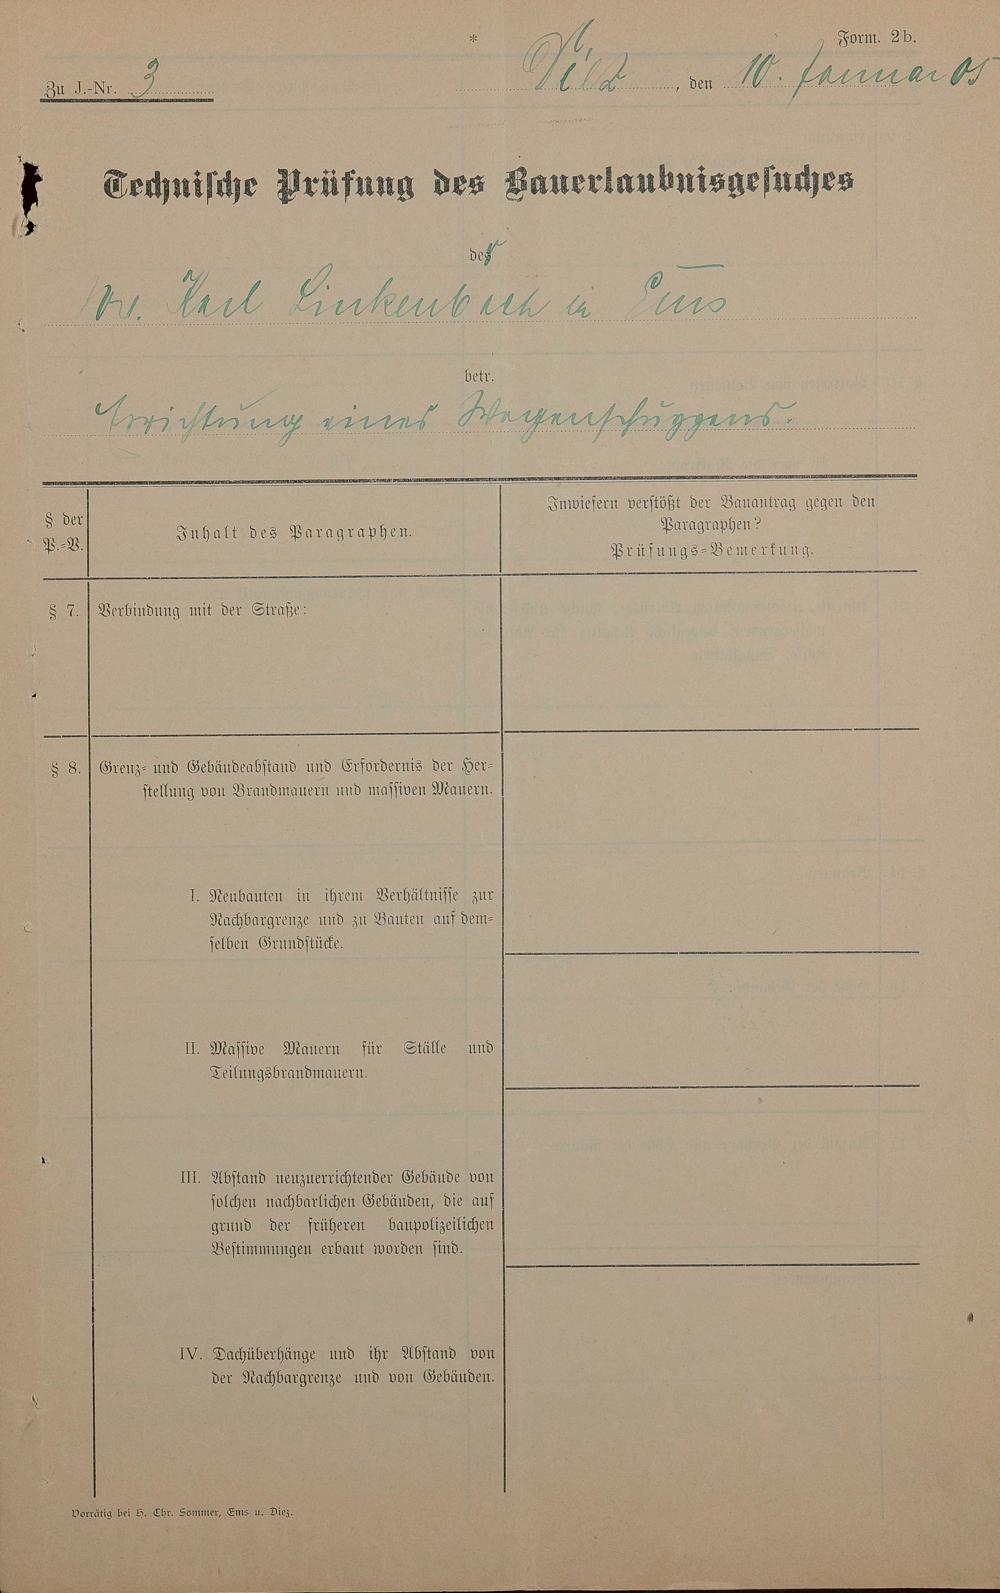 * Form. 2b.
Zu J.-Nr. 3 , den 10. Januar 05
Technische Prüfung des Bauerlaubnisgesuches
der
Karl Linkenbach in Ems
betr.
Errichtung eines Wagenschuppens.
§ der
P.-V.
Inhalt des Paragraphen.
Inwiefern verstößt der Bauantrag gegen den
Paragraphen?
Prüfungs-Bemerkung.
§ 7. Verbindung mit der Straße:
§ 8. Grenz- und Gebäudeabstand und Erfordernis der Her-
stellung von Brandmauern und massiven Mauern.
I. Neubauten in ihrem Verhältnisse zur
Nachbargrenze und zu Bauten auf dem-
selben Grundstücke.
II. Massive Mauern für Ställe und
Teilungsbrandmauern.
III. Abstand neuzuerrichtender Gebäude von
solchen nachbarlichen Gebäuden, die auf
grund der früheren baupolizeilichen
Bestimmungen erbaut worden sind.
IV. Dachüberhänge und ihr Abstand von
der Nachbargrenze und von Gebäuden.
Vorrätig bei H. Chr. Sommer, Ems u. Diez.